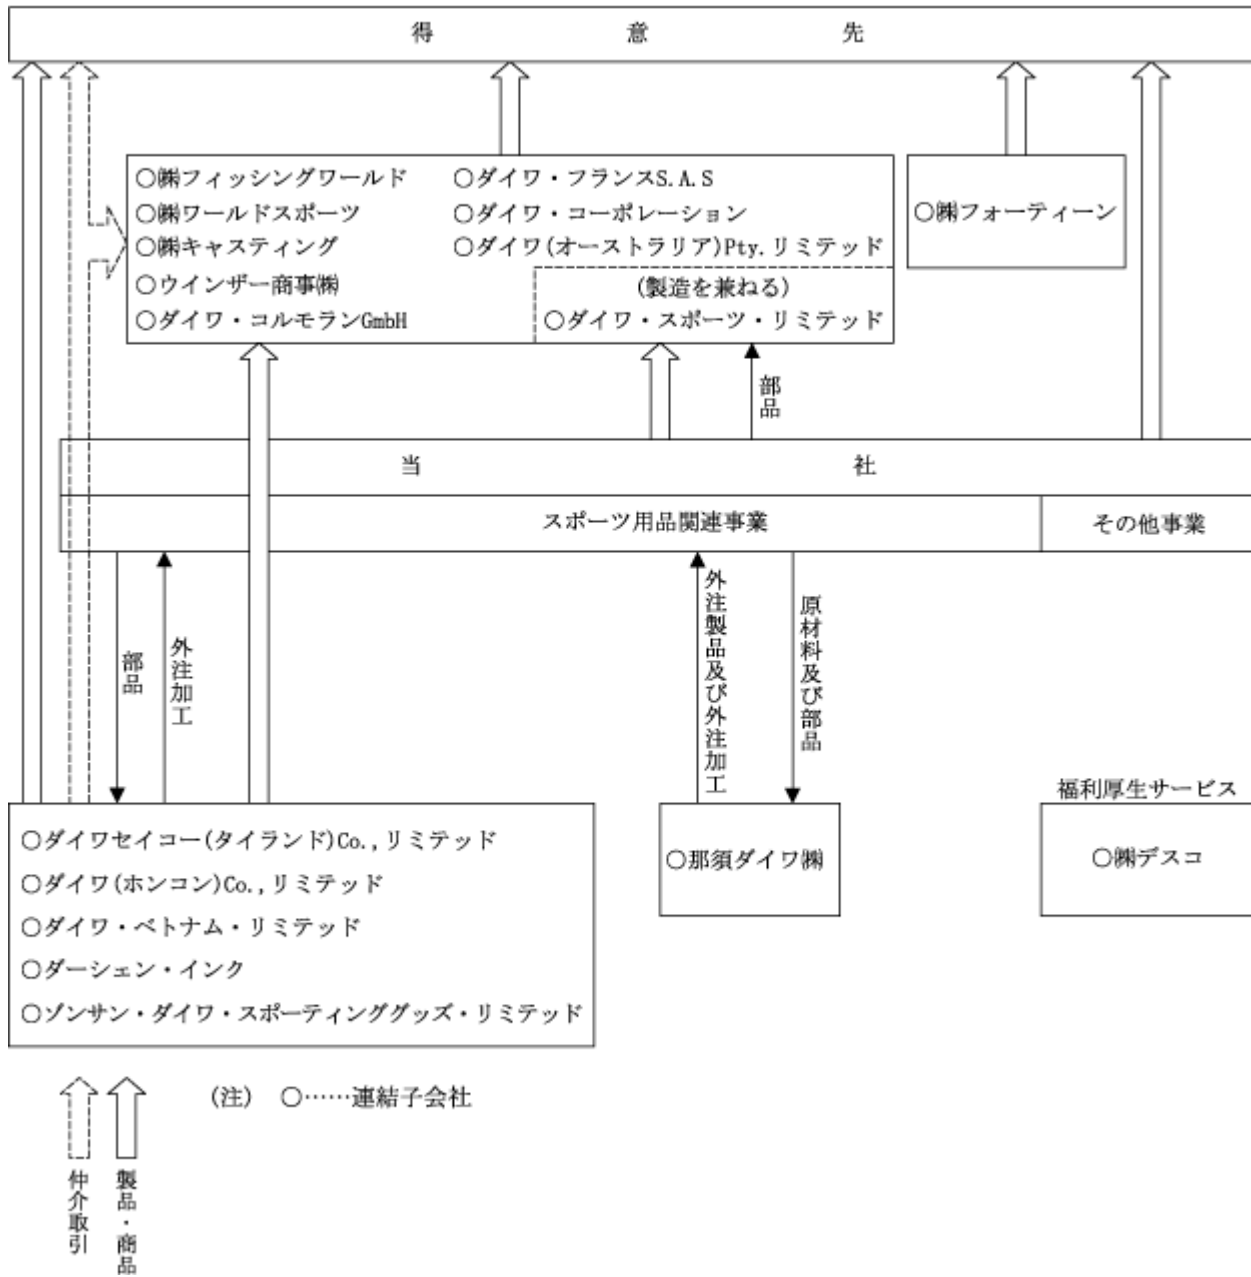 得意先
○㈱フィッシングワールド
○㈱ワールドスポーツ
○㈱キャスティング
○ウインザー商事㈱
○ダイワ・コルモランGmbH
○ダイワ・フランスS.A.S
○ダイワ・コーポレーション
○ダイワ(オーストラリア)Pty.リミテッド
(製造を兼ねる)
○ダイワ・スポーツ・リミテッド
○㈱フォーティーン
部品
当社
スポーツ用品関連事業
その他事業
部品
外注加工
外注製品及び外注加工
原材料及び部品
○ダイワセイコー(タイランド)Co.,リミテッド
○ダイワ(ホンコン)Co.,リミテッド
○ダイワ・ベトナム・リミテッド
○ダーシェン・インク
○ゾンサン・ダイワ・スポーティンググッズ・リミテッド
○那須ダイワ㈱
福利厚生サービス
○㈱デスコ
(注) ○……連結子会社
仲介取引
製品・商品